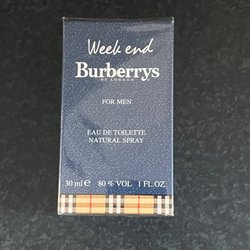 Week end
Burberrys
OF LONDON
FOR MEN
EAU DE TOILETTE
NATURAL SPRAY
30 ml ℮ 80 % VOL 1 FL.OZ.